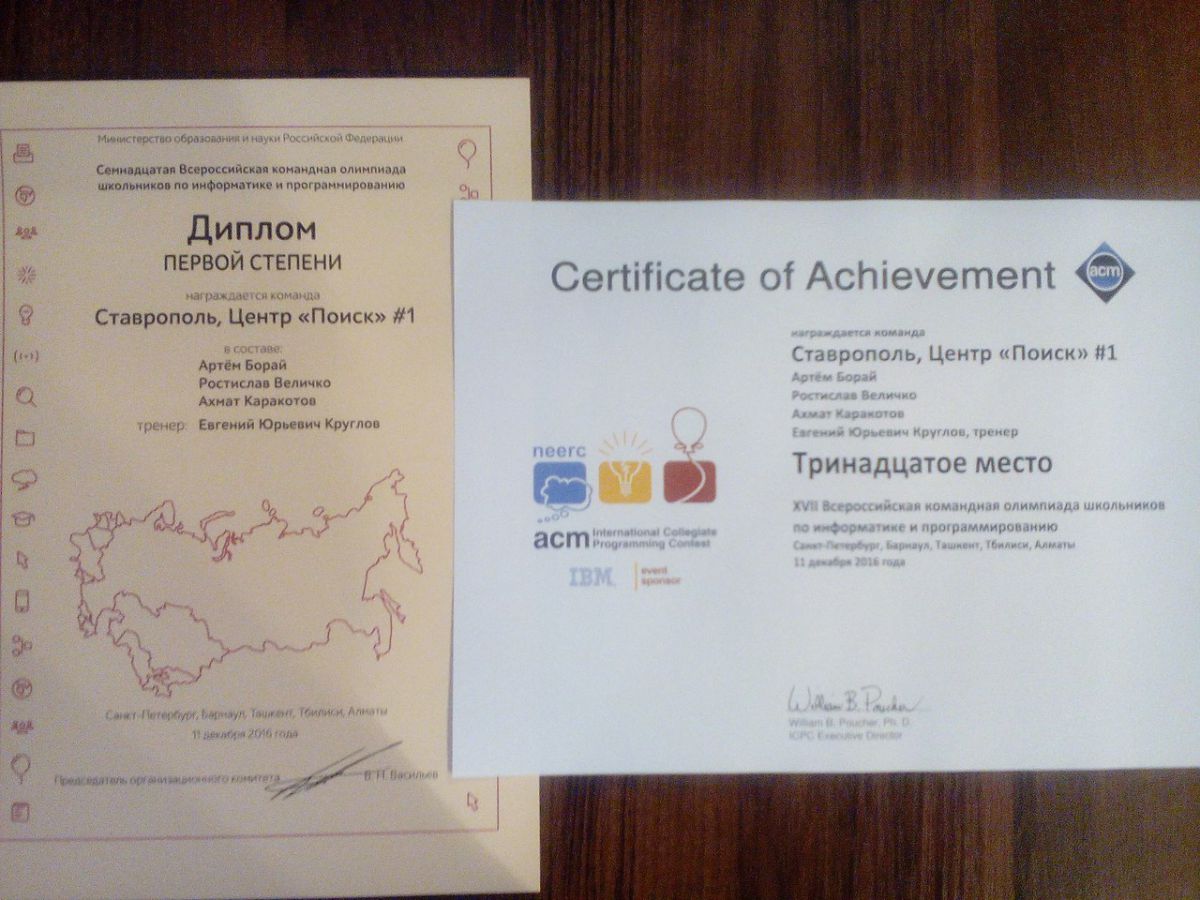 Министерство образования и науки Российской Федерации
Семнадцатая Всероссийская командная олимпиада
школьников по информатике и программированию
Диплом
ПЕРВОЙ СТЕПЕНИ
награждается команда
Ставрополь, Центр «Поиск» #1
в составе:
Артём Борай
Ростислав Величко
Ахмат Каракотов
тренер: Евгений Юрьевич Круглов
Санкт-Петербург, Барнаул, Ташкент, Тбилиси, Алматы
11 декабря 2016 года
Председатель организационного комитета В. Н. Васильев
Certificate of Achievement
acm
награждается команда
Ставрополь, Центр «Поиск» #1
Артём Борай
Ростислав Величко
Ахмат Каракотов
Евгений Юрьевич Круглов, тренер
Тринадцатое место
XVII Всероссийская командная олимпиада школьников
по информатике и программированию
Санкт-Петербург, Барнаул, Ташкент, Тбилиси, Алматы
11 декабря 2016 года
neerc
acm International Collegiate
Programming Contest
IBM. event
sponsor
William B. Poucher
William B. Poucher, Ph. D.
ICPC Executive Director